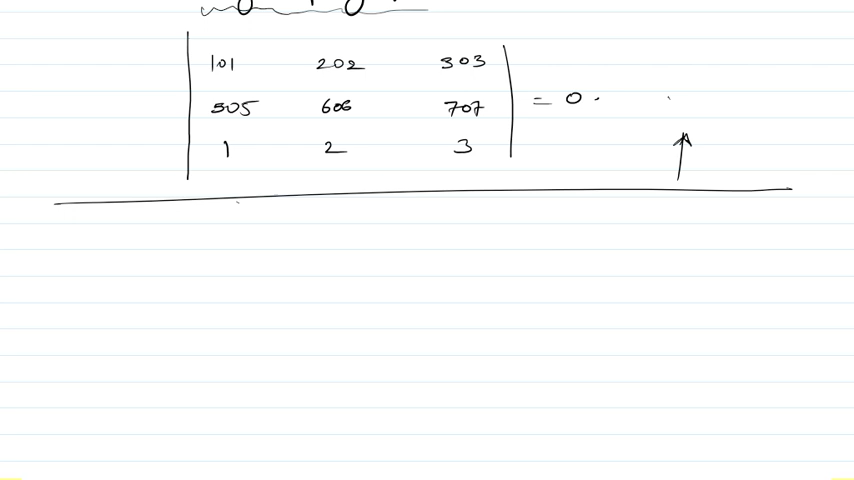 | 101 202 303 |
| 505 606 707 | = 0.
| 1 2 3 |